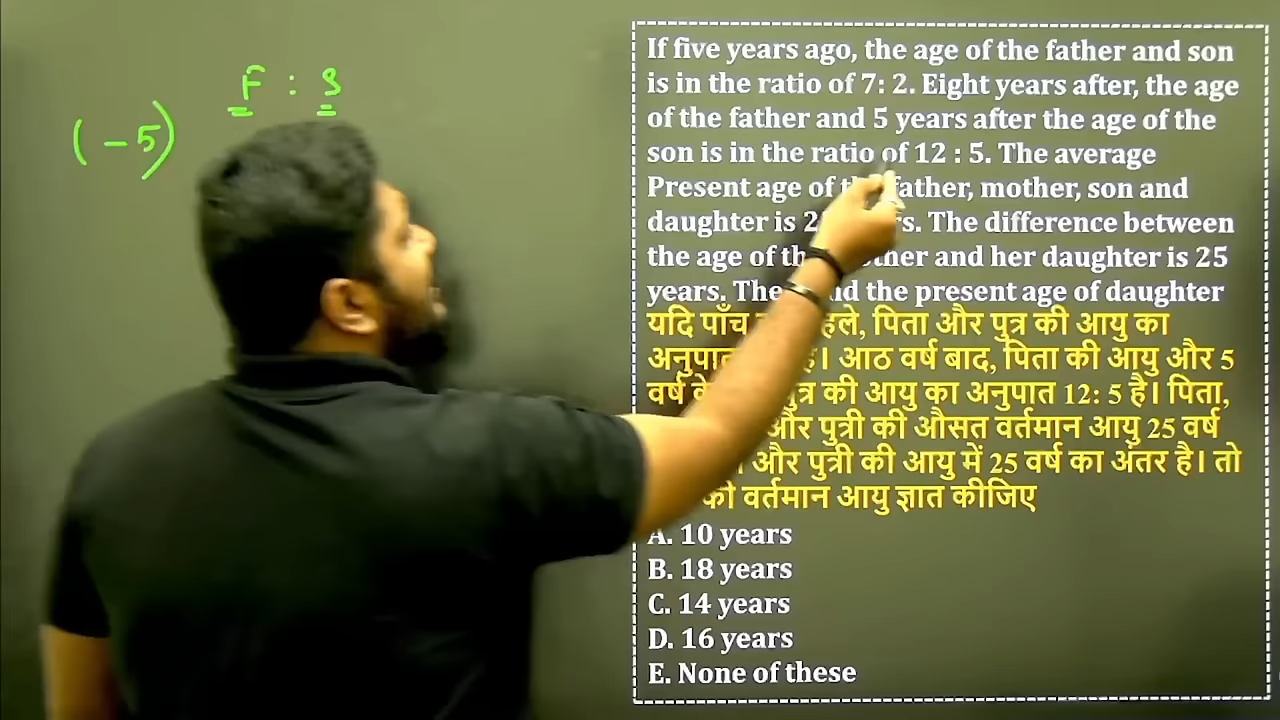 F : S
(-5)
If five years ago, the age of the father and son
is in the ratio of 7: 2. Eight years after, the age
of the father and 5 years after the age of the
son is in the ratio of 12 : 5. The average
Present age of father, mother, son and
daughter is The difference between
the age of and her daughter is 25
years. the present age of daughter
यदि पाँच पिता और पुत्र की आयु का
है। आठ वर्ष बाद, पिता की आयु और 5
वर्ष की आयु का अनुपात 12: 5 है। पिता,
और पुत्री की औसत वर्तमान आयु 25 वर्ष
और पुत्री की आयु में 25 वर्ष का अंतर है। तो
की वर्तमान आयु ज्ञात कीजिए
A. 10 years
B. 18 years
C. 14 years
D. 16 years
E. None of these